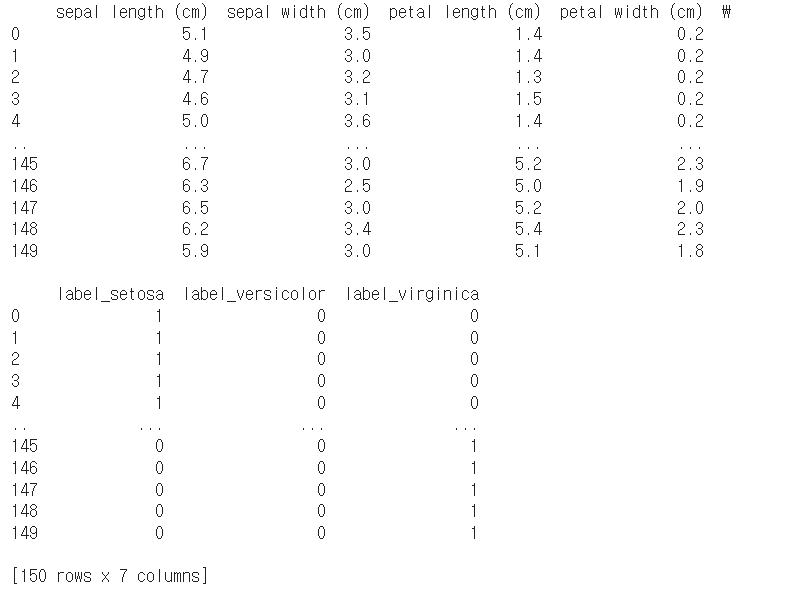 sepal length (cm)  sepal width (cm)  petal length (cm)  petal width (cm)  ₩
0                  5.1               3.5                1.4               0.2
1                  4.9               3.0                1.4               0.2
2                  4.7               3.2                1.3               0.2
3                  4.6               3.1                1.5               0.2
4                  5.0               3.6                1.4               0.2
..                 ...               ...                ...               ...
145                6.7               3.0                5.2               2.3
146                6.3               2.5                5.0               1.9
147                6.5               3.0                5.2               2.0
148                6.2               3.4                5.4               2.3
149                5.9               3.0                5.1               1.8
label_setosa  label_versicolor  label_virginica
0             1                 0                0
1             1                 0                0
2             1                 0                0
3             1                 0                0
4             1                 0                0
..            ...               ...              ...
145           0                 0                1
146           0                 0                1
147           0                 0                1
148           0                 0                1
149           0                 0                1
[150 rows x 7 columns]